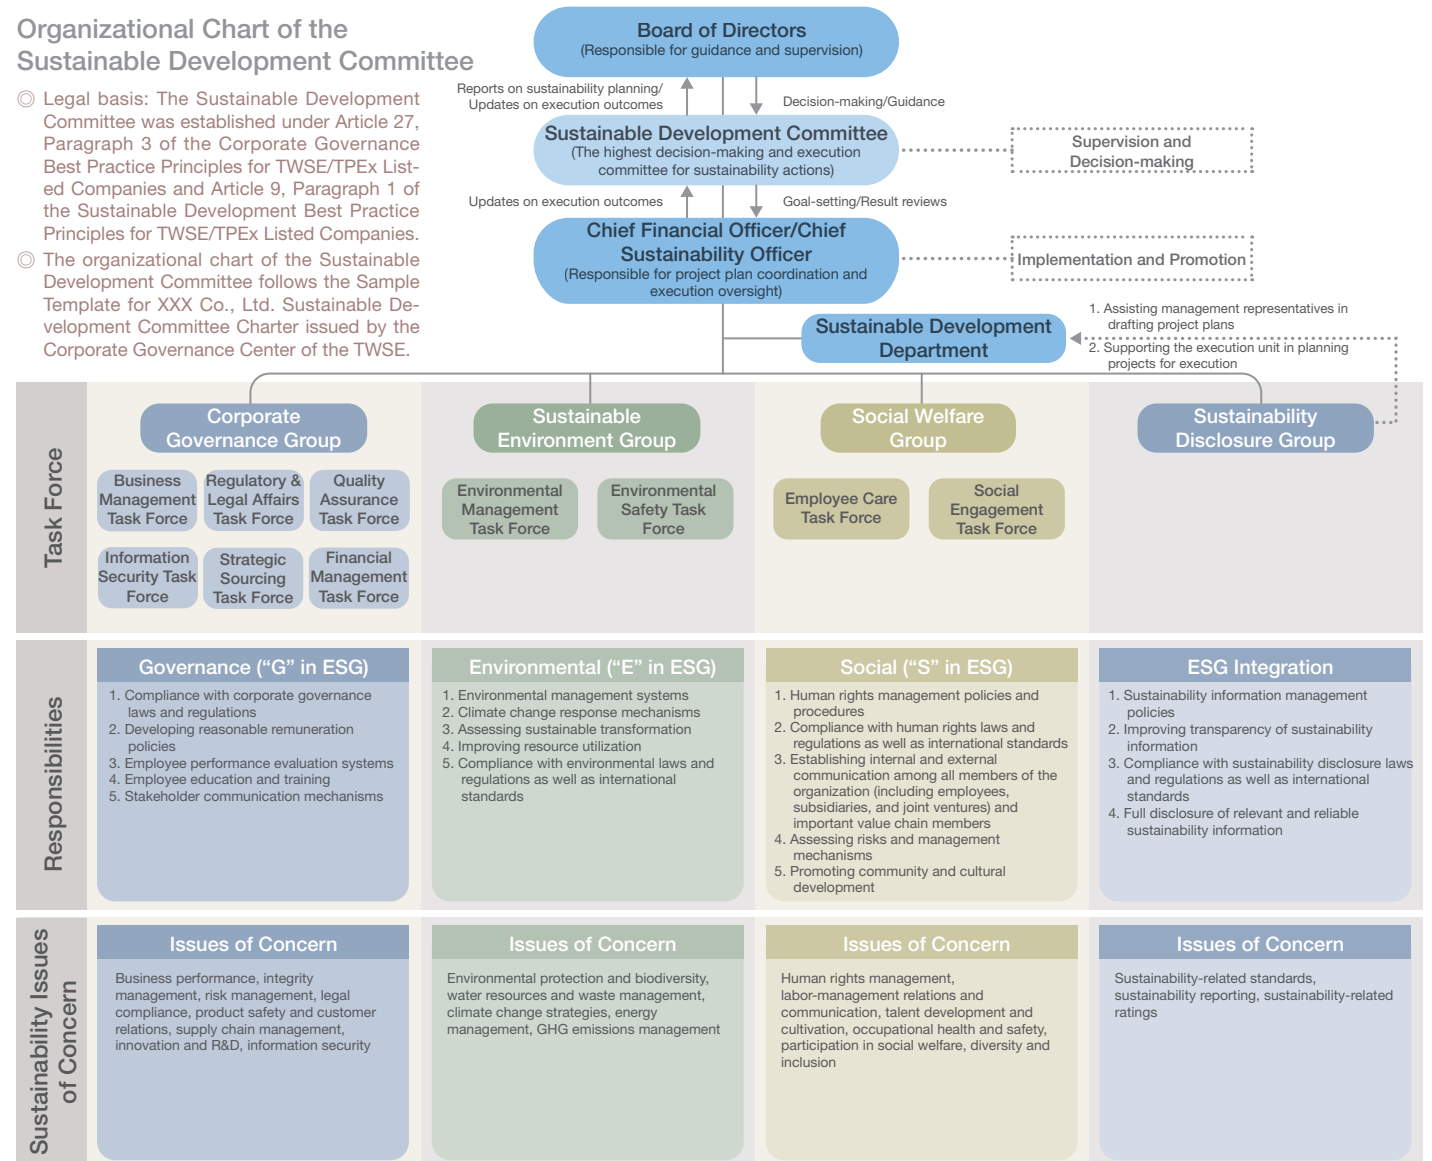 Organizational Chart of the
Sustainable Development Committee
◎ Legal basis: The Sustainable Development
Committee was established under Article 27,
Paragraph 3 of the Corporate Governance
Best Practice Principles for TWSE/TPEx List-
ed Companies and Article 9, Paragraph 1 of
the Sustainable Development Best Practice
Principles for TWSE/TPEx Listed Companies.
◎ The organizational chart of the Sustainable
Development Committee follows the Sample
Template for XXX Co., Ltd. Sustainable De-
velopment Committee Charter issued by the
Corporate Governance Center of the TWSE.
Board of Directors
(Responsible for guidance and supervision)
Reports on sustainability planning/
Updates on execution outcomes
Decision-making/Guidance
Sustainable Development Committee
(The highest decision-making and execution
committee for sustainability actions)
Supervision and
Decision-making
Updates on execution outcomes
Goal-setting/Result reviews
Chief Financial Officer/Chief
Sustainability Officer
(Responsible for project plan coordination and
execution oversight)
Implementation and Promotion
Sustainable Development
Department
1. Assisting management representatives in
drafting project plans
2. Supporting the execution unit in planning
projects for execution
Task Force
Corporate
Governance Group
Business
Management
Task Force
Regulatory &
Legal Affairs
Task Force
Quality
Assurance
Task Force
Information
Security Task
Force
Strategic
Sourcing
Task Force
Financial
Management
Task Force
Sustainable
Environment Group
Environmental
Management
Task Force
Environmental
Safety Task
Force
Social Welfare
Group
Employee Care
Task Force
Social
Engagement
Task Force
Sustainability
Disclosure Group
Responsibilities
Governance (“G” in ESG)
1. Compliance with corporate governance
laws and regulations
2. Developing reasonable remuneration
policies
3. Employee performance evaluation systems
4. Employee education and training
5. Stakeholder communication mechanisms
Environmental (“E” in ESG)
1. Environmental management systems
2. Climate change response mechanisms
3. Assessing sustainable transformation
4. Improving resource utilization
5. Compliance with environmental laws and
regulations as well as international
standards
Social (“S” in ESG)
1. Human rights management policies and
procedures
2. Compliance with human rights laws and
regulations as well as international standards
3. Establishing internal and external
communication among all members of the
organization (including employees,
subsidiaries, and joint ventures) and
important value chain members
4. Assessing risks and management
mechanisms
5. Promoting community and cultural
development
ESG Integration
1. Sustainability information management
policies
2. Improving transparency of sustainability
information
3. Compliance with sustainability disclosure laws
and regulations as well as international
standards
4. Full disclosure of relevant and reliable
sustainability information
Sustainability Issues
of Concern
Issues of Concern
Business performance, integrity
management, risk management, legal
compliance, product safety and customer
relations, supply chain management,
innovation and R&D, information security
Issues of Concern
Environmental protection and biodiversity,
water resources and waste management,
climate change strategies, energy
management, GHG emissions management
Issues of Concern
Human rights management,
labor-management relations and
communication, talent development and
cultivation, occupational health and safety,
participation in social welfare, diversity and
inclusion
Issues of Concern
Sustainability-related standards,
sustainability reporting, sustainability-related
ratings